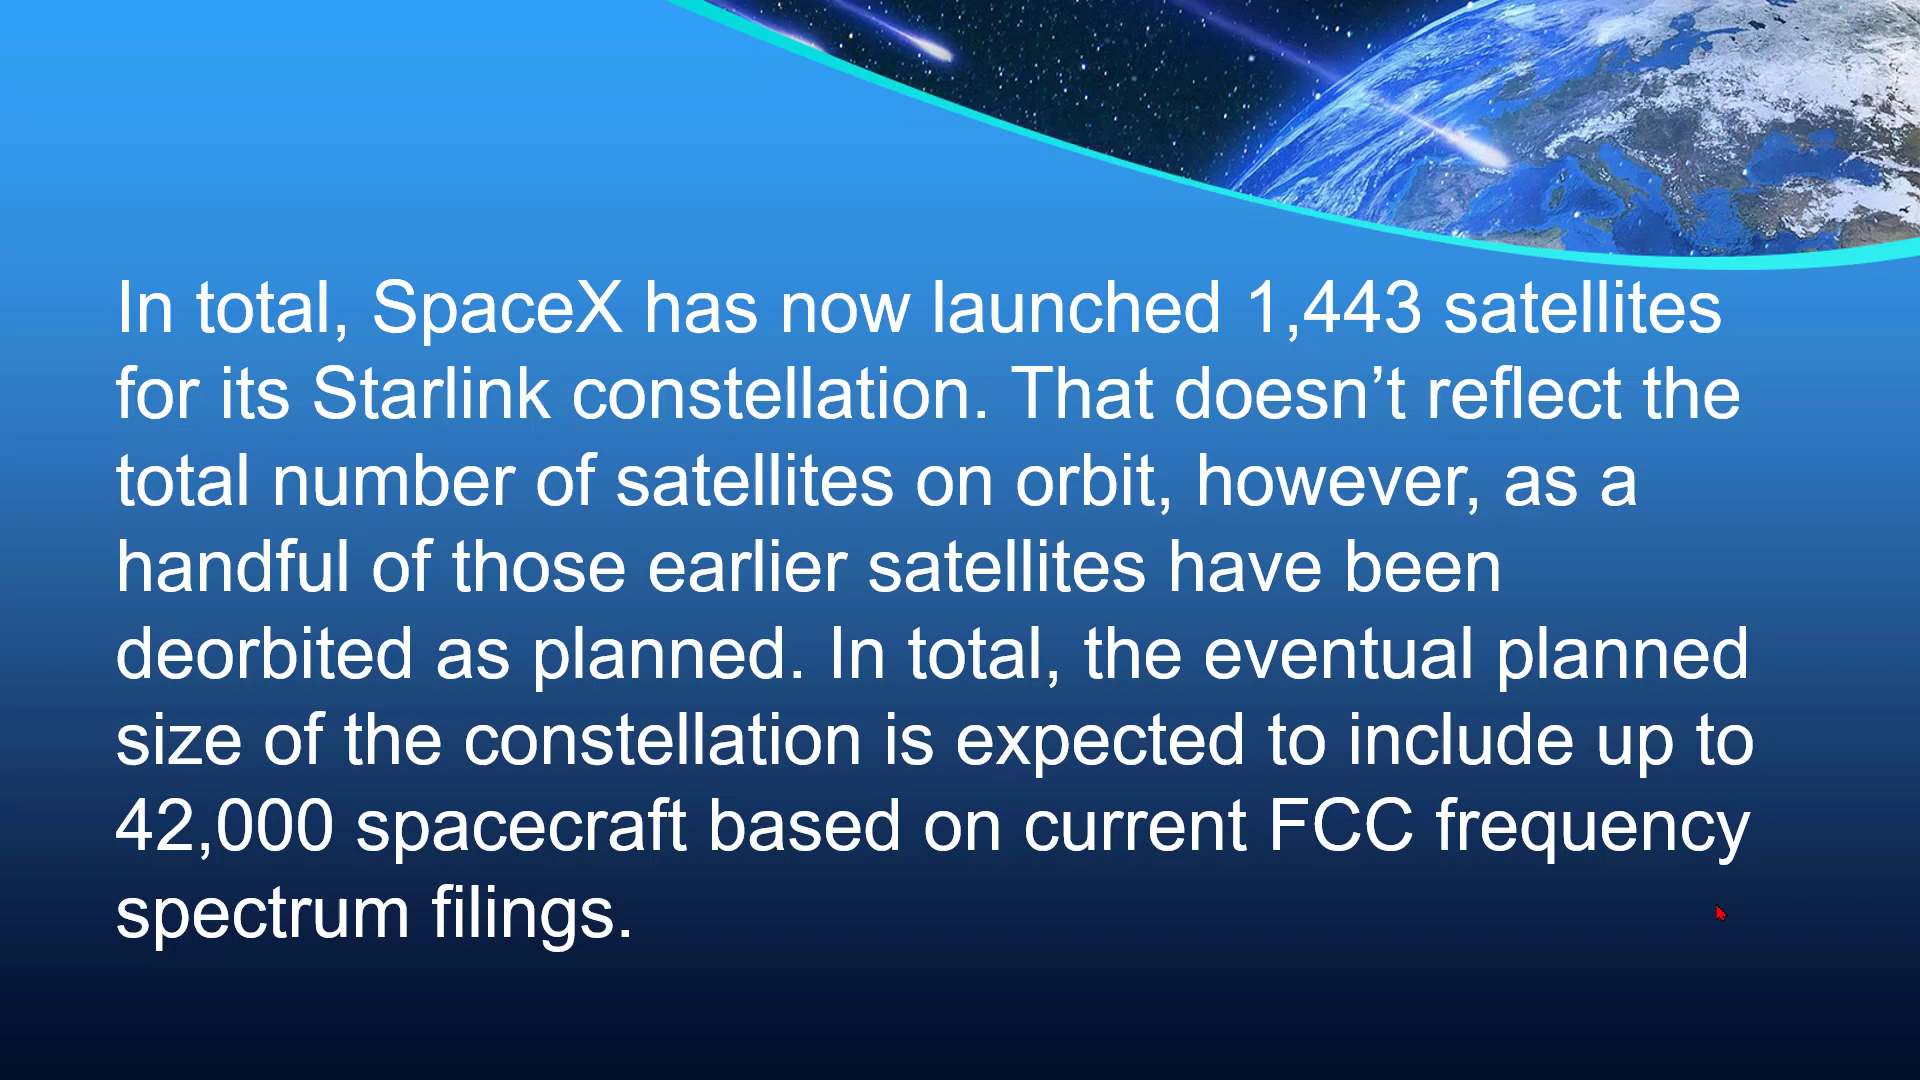 In total, SpaceX has now launched 1,443 satellites
for its Starlink constellation. That doesn’t reflect the
total number of satellites on orbit, however, as a
handful of those earlier satellites have been
deorbited as planned. In total, the eventual planned
size of the constellation is expected to include up to
42,000 spacecraft based on current FCC frequency
spectrum filings.